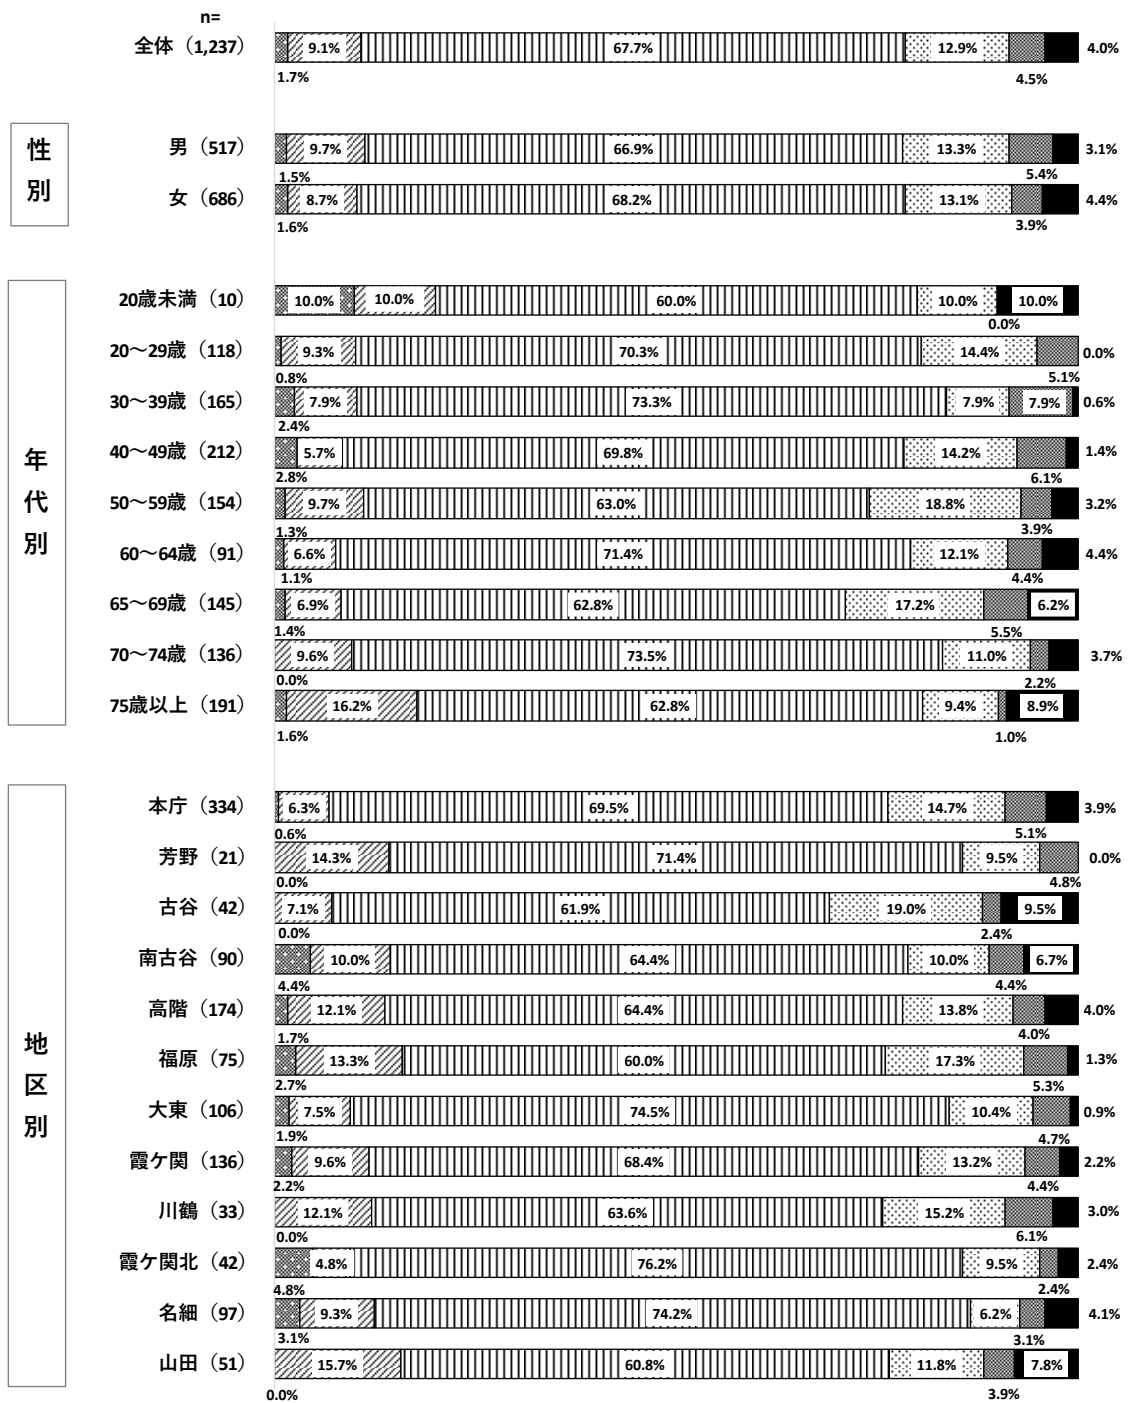 n=
全体（1,237）
9.1% 67.7% 12.9% 4.0%
1.7% 4.5%
性別
男（517）
9.7% 66.9% 13.3% 3.1%
1.5% 5.4%
女（686）
8.7% 68.2% 13.1% 4.4%
1.6% 3.9%
年代別
20歳未満（10）
10.0% 10.0% 60.0% 10.0% 10.0%
0.0%
20～29歳（118）
9.3% 70.3% 14.4% 0.0%
0.8% 5.1%
30～39歳（165）
7.9% 73.3% 7.9% 7.9% 0.6%
2.4%
40～49歳（212）
5.7% 69.8% 14.2% 1.4%
2.8% 6.1%
50～59歳（154）
9.7% 63.0% 18.8% 3.2%
1.3% 3.9%
60～64歳（91）
6.6% 71.4% 12.1% 4.4%
1.1% 4.4%
65～69歳（145）
6.9% 62.8% 17.2% 6.2%
1.4% 5.5%
70～74歳（136）
9.6% 73.5% 11.0% 3.7%
0.0% 2.2%
75歳以上（191）
16.2% 62.8% 9.4% 8.9%
1.6% 1.0%
地区別
本庁（334）
6.3% 69.5% 14.7% 3.9%
0.6% 5.1%
芳野（21）
14.3% 71.4% 9.5% 0.0%
0.0% 4.8%
古谷（42）
7.1% 61.9% 19.0% 9.5%
0.0% 2.4%
南古谷（90）
10.0% 64.4% 10.0% 6.7%
4.4% 4.4%
高階（174）
12.1% 64.4% 13.8% 4.0%
1.7% 4.0%
福原（75）
13.3% 60.0% 17.3% 1.3%
2.7% 5.3%
大東（106）
7.5% 74.5% 10.4% 0.9%
1.9% 4.7%
霞ケ関（136）
9.6% 68.4% 13.2% 2.2%
2.2% 4.4%
川鶴（33）
12.1% 63.6% 15.2% 3.0%
0.0% 6.1%
霞ケ関北（42）
4.8% 76.2% 9.5% 2.4%
4.8% 2.4%
名細（97）
9.3% 74.2% 6.2% 4.1%
3.1% 3.1%
山田（51）
15.7% 60.8% 11.8% 7.8%
0.0% 3.9%